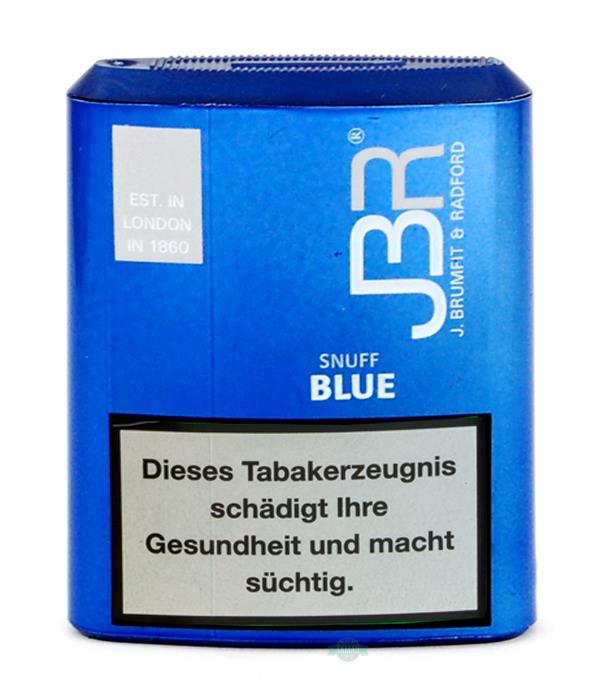 EST. IN
LONDON
IN 1860
JBR®
J. BRUMFIT & RADFORD
SNUFF
BLUE
Dieses Tabakerzeugnis
schädigt Ihre
Gesundheit und macht
süchtig.